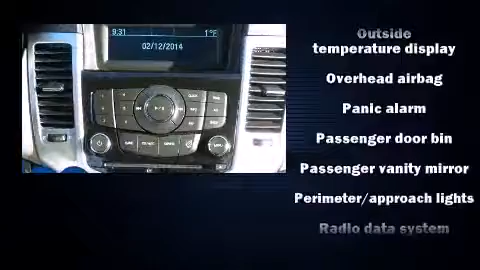 9:31
1°F
02/12/2014
Outside
temperature display
Overhead airbag
Panic alarm
Passenger door bin
Passenger vanity mirror
Perimeter/approach lights
Radio data system